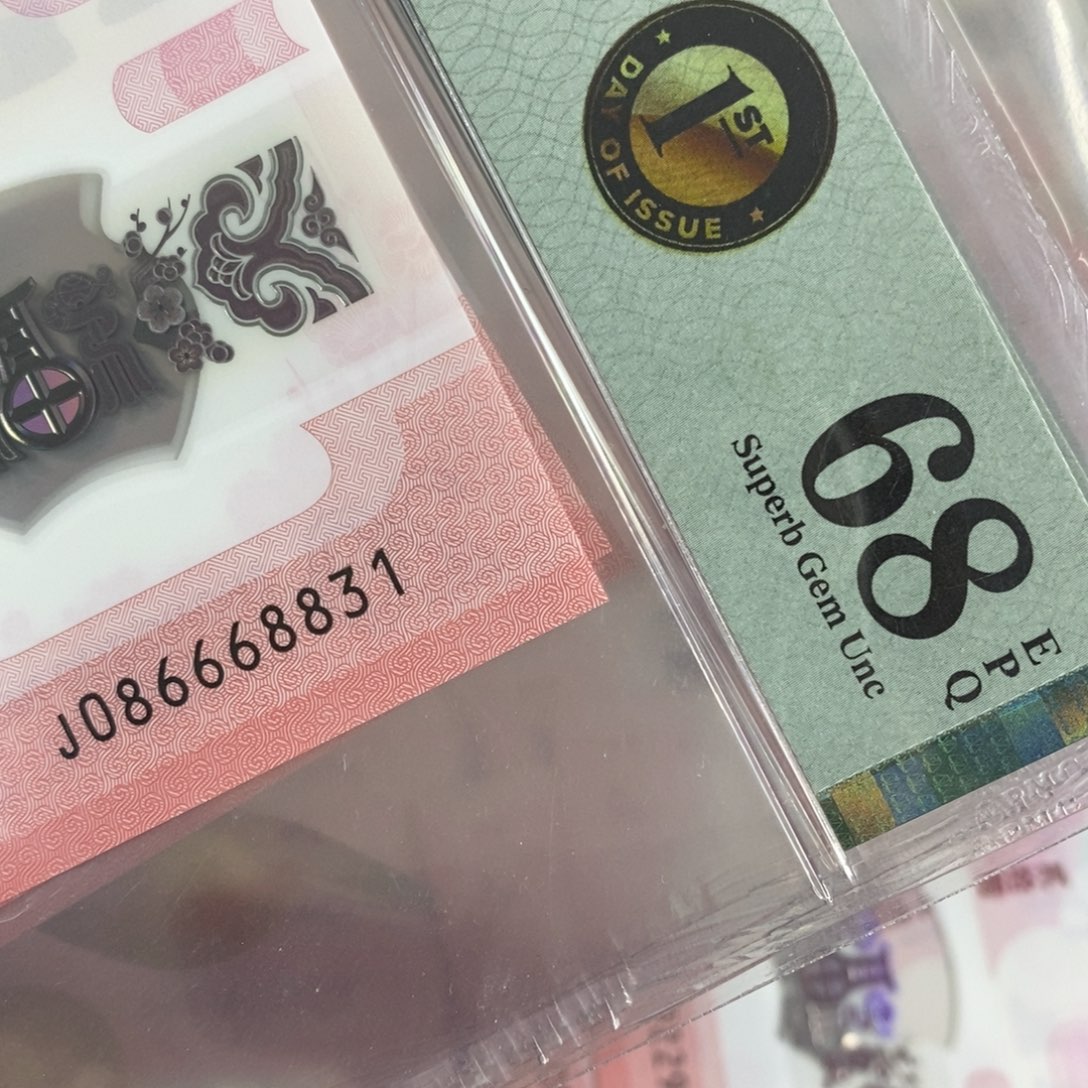 1ST
DAY OF ISSUE
68
EPQ
Superb Gem Unc
J086668831